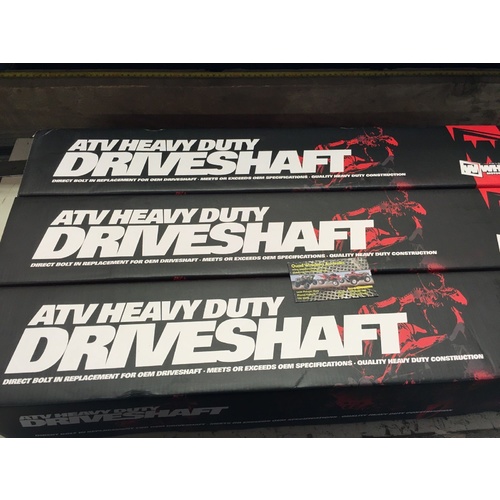 ATV HEAVY DUTY
DRIVESHAFT
DIRECT BOLT IN REPLACEMENT FOR OEM DRIVESHAFT · MEETS OR EXCEEDS OEM SPECIFICATIONS · QUALITY HEAVY DUTY CONSTRUCTION
ATV HEAVY DUTY
DRIVESHAFT
DIRECT BOLT IN REPLACEMENT FOR OEM DRIVESHAFT · MEETS OR EXCEEDS OEM SPECIFICATIONS · QUALITY HEAVY DUTY CONSTRUCTION
ATV HEAVY DUTY
DRIVESHAFT
DIRECT BOLT IN REPLACEMENT FOR OEM DRIVESHAFT · MEETS OR EXCEEDS OEM SPECIFICATIONS · QUALITY HEAVY DUTY CONSTRUCTION
ATV HEAVY DUTY
DRIVESHAFT